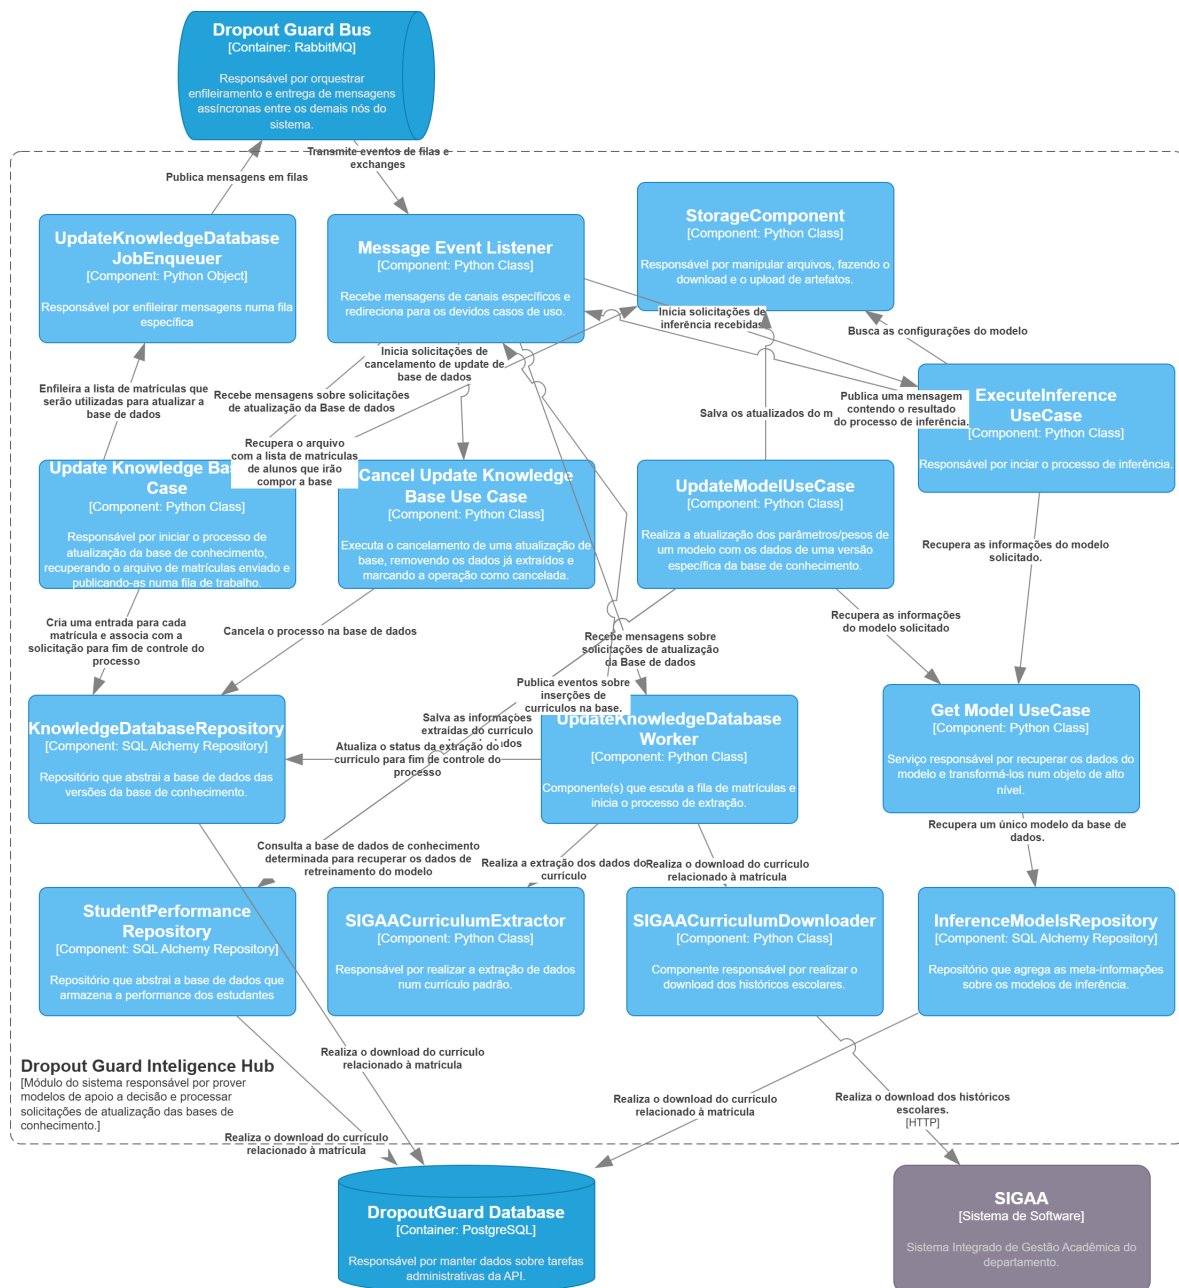 Dropout Guard Bus
[Container: RabbitMQ]
Responsável por orquestrar
enfileiramento e entrega de mensagens
assíncronas entre os demais nós do
sistema.
Transmite eventos de filas e
exchanges
Publica mensagens em filas
UpdateKnowledgeDatabase
JobEnqueuer
[Component: Python Object]
Responsável por enfileirar mensagens numa fila
específica
Message Event Listener
[Component: Python Class]
Recebe mensagens de canais específicos e
redireciona para os devidos casos de uso.
StorageComponent
[Component: Python Class]
Responsável por manipular arquivos, fazendo o
download e o upload de artefatos.
Inicia solicitações de
inferência recebidas
Busca as configurações do modelo
Inicia solicitações de
cancelamento de update de
base de dados
Enfileira a lista de matrículas que
serão utilizadas para atualizar a
base de dados
Recebe mensagens sobre solicitações
de atualização da Base de dados
Salva os atualizados do m
Publica uma mensagem
contendo o resultado
do processo de inferência.
ExecuteInference
UseCase
[Component: Python Class]
Responsável por inciar o processo de inferência.
Recupera o arquivo
com a lista de matrículas
de alunos que irão
compor a base
Update Knowledge Ba
Case
[Component: Python Class]
Responsável por iniciar o processo de
atualização da base de conhecimento,
recuperando o arquivo de matrículas enviado e
publicando-as numa fila de trabalho.
Cancel Update Knowledge
Base Use Case
[Component: Python Class]
Executa o cancelamento de uma atualização de
base, removendo os dados já extraídos e
marcando a operação como cancelada.
UpdateModelUseCase
[Component: Python Class]
Realiza a atualização dos parâmetros/pesos de
um modelo com os dados de uma versão
específica da base de conhecimento.
Recupera as informações do modelo
solicitado.
Cria uma entrada para cada
matrícula e associa com a
solicitação para fim de controle do
processo
Cancela o processo na base de dados
Recupera as informações
do modelo solicitado
Recebe mensagens sobre
solicitações de atualização
da Base de dados
Publica eventos sobre
inserções de
currículos na base.
KnowledgeDatabaseRepository
[Component: SQL Alchemy Repository]
Repositório que abstrai a base de dados das
versões da base de conhecimento.
Salva as informações
extraídas do currículo
ados
Atualiza o status da extração do
currículo para fim de controle do
processo
UpdateKnowledgeDatabase
Worker
[Component: Python Class]
Componente(s) que escuta a fila de matrículas e
inicia o processo de extração.
Get Model UseCase
[Component: Python Class]
Serviço responsável por recuperar os dados do
modelo e transformá-los num objeto de alto
nível.
Recupera um único modelo da base de
dados.
Consulta a base de dados de conhecimento
determinada para recuperar os dados de
retreinamento do modelo
Realiza a extração dos dados do
currículo
Realiza o download do currículo
relacionado à matrícula
StudentPerformance
Repository
[Component: SQL Alchemy Repository]
Repositório que abstrai a base de dados que
armazena a performance dos estudantes
SIGAACurriculumExtractor
[Component: Python Class]
Responsável por realizar a extração de dados
num currículo padrão.
SIGAACurriculumDownloader
[Component: Python Class]
Componente responsável por realizar o
download dos históricos escolares.
InferenceModelsRepository
[Component: SQL Alchemy Repository]
Repositório que agrega as meta-informações
sobre os modelos de inferência.
Dropout Guard Inteligence Hub
[Módulo do sistema responsável por prover
modelos de apoio a decisão e processar
solicitações de atualização das bases de
conhecimento.]
Realiza o download do currículo
relacionado à matrícula
Realiza o download do currículo
relacionado à matrícula
Realiza o download dos históricos
escolares.
[HTTP]
Realiza o download do currículo
relacionado à matrícula
DropoutGuard Database
[Container: PostgreSQL]
Responsável por manter dados sobre tarefas
administrativas da API.
SIGAA
[Sistema de Software]
Sistema Integrado de Gestão Acadêmica do
departamento.